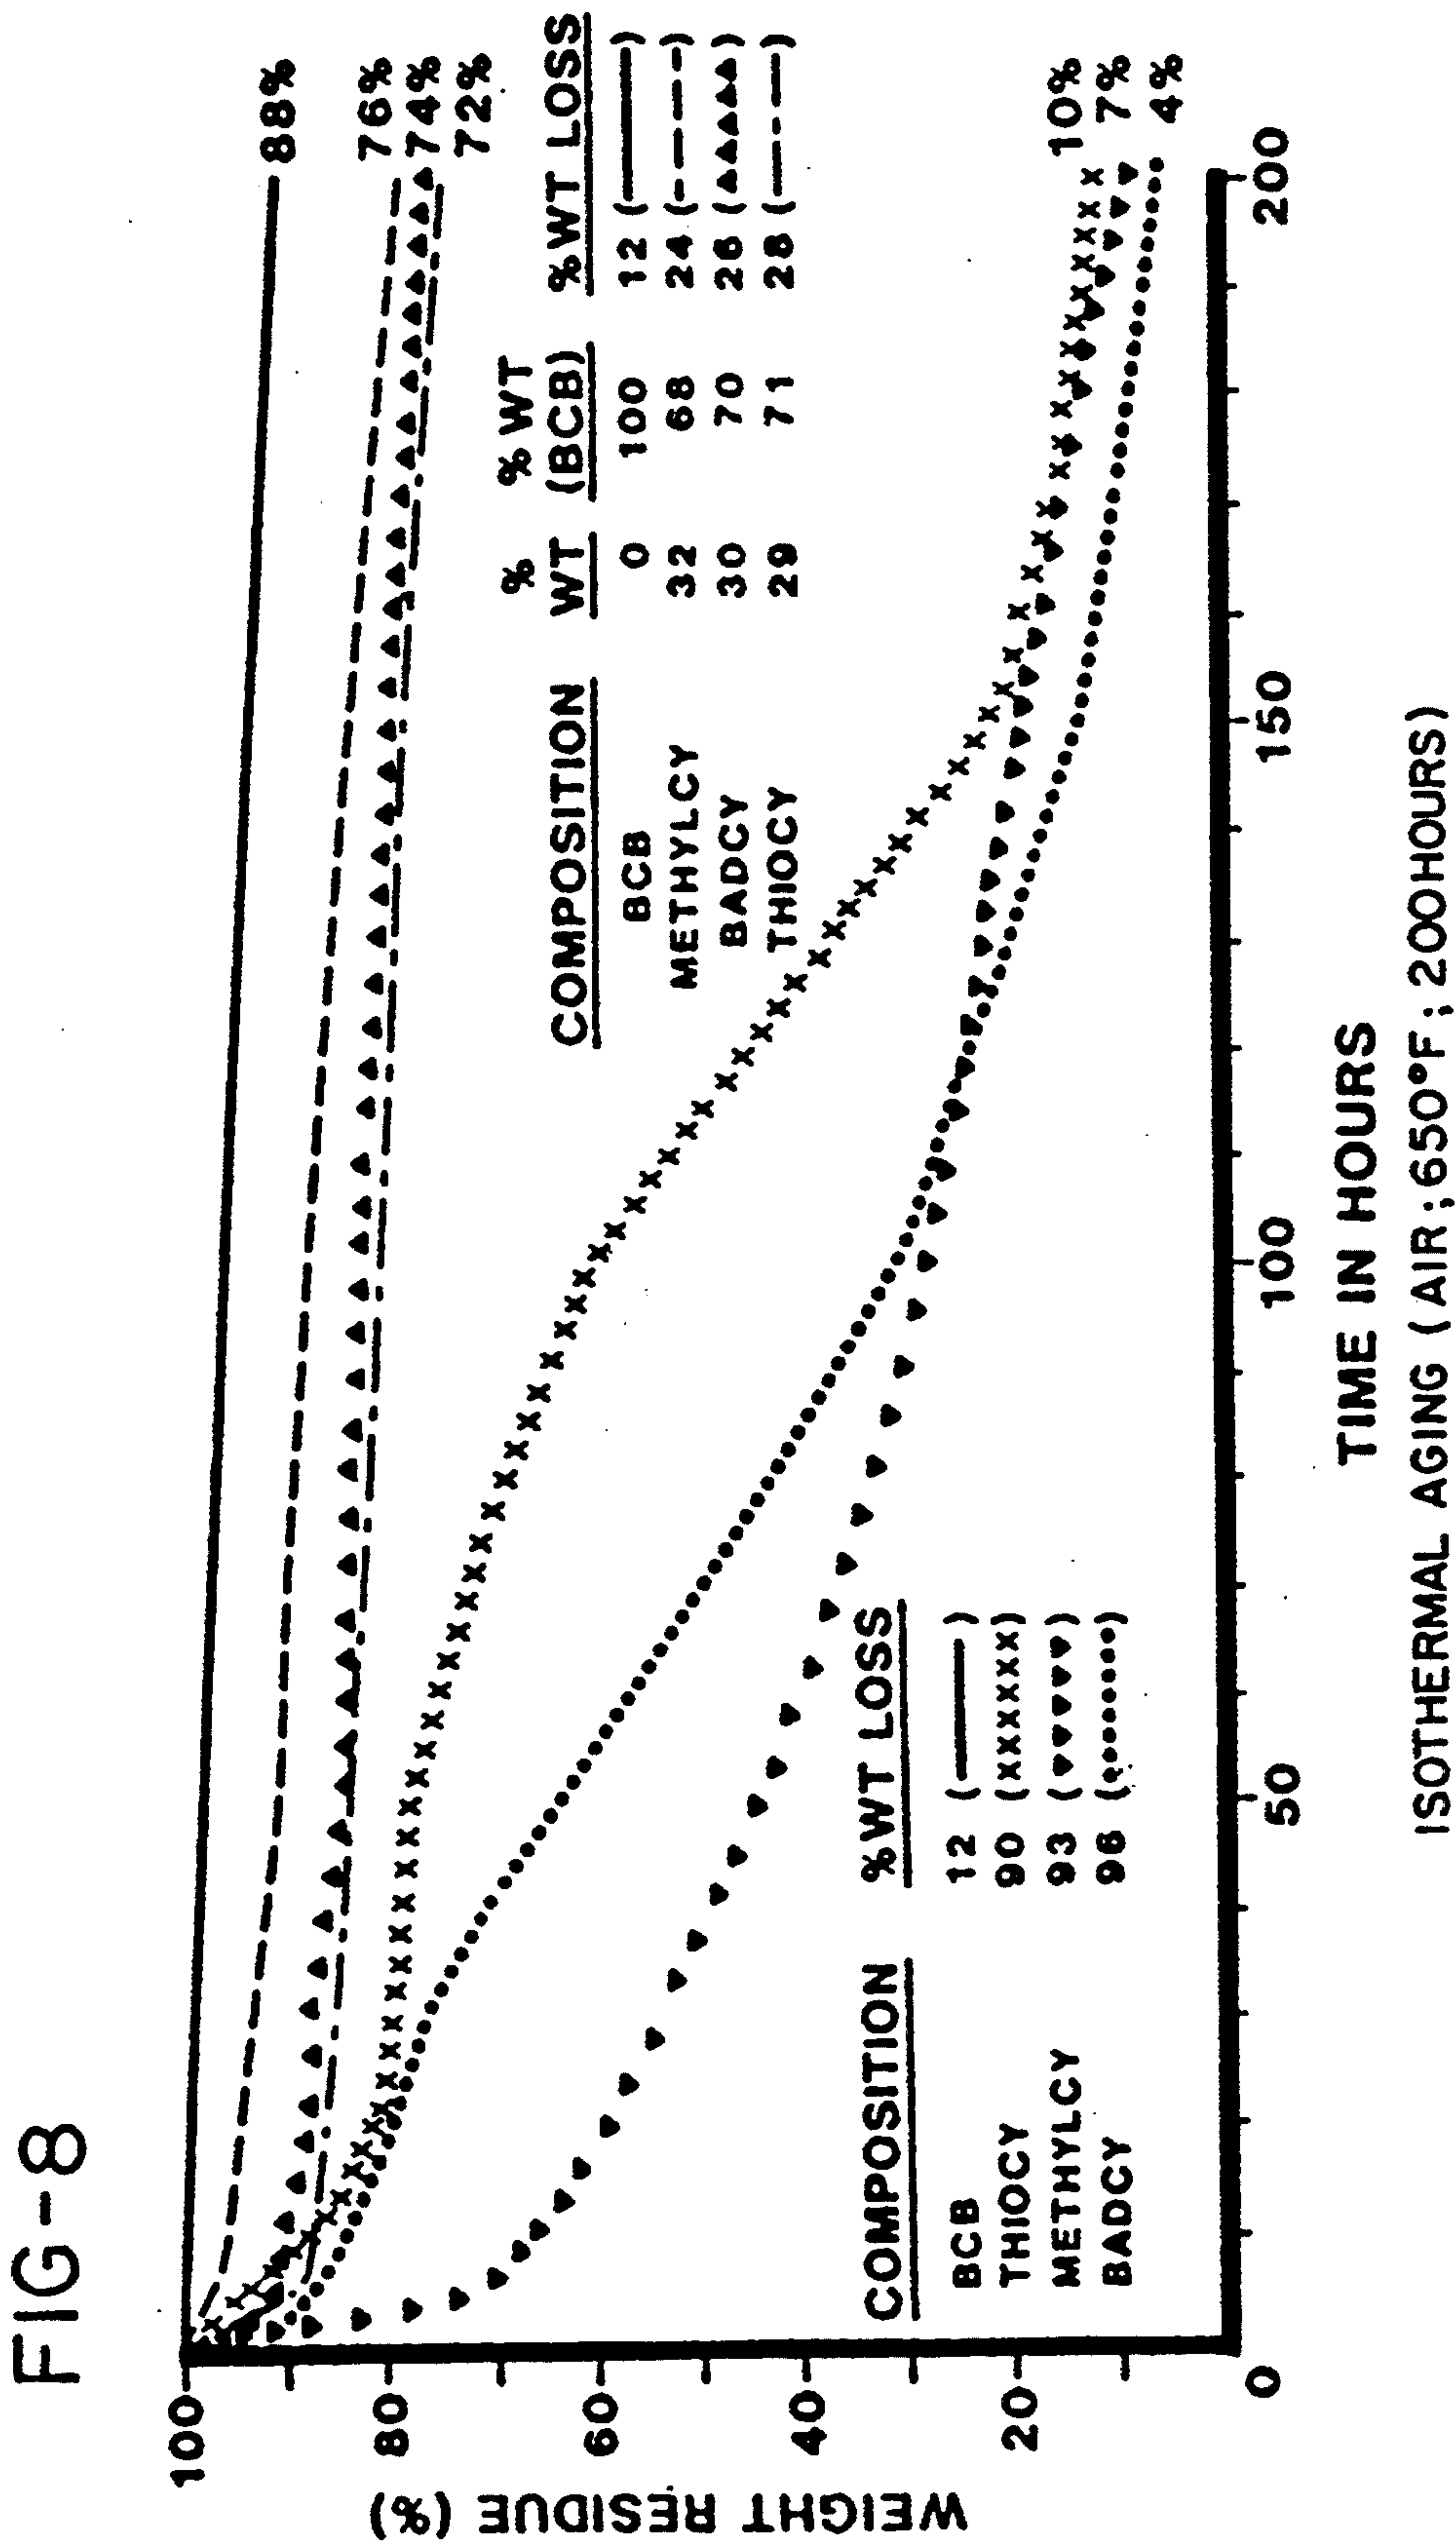 FIG-8
WEIGHT RESIDUE (%)
100
80
60
40
20
0
88%
76%
74%
72%
COMPOSITION % WT % WT (BCB) %WT LOSS
BCB 0 100 12 (———)
METHYLCY 32 68 24 (-----)
BADCY 30 70 26 (▲▲▲▲▲)
THIOCY 29 71 28 (—-—-—)
10%
7%
4%
COMPOSITION %WT LOSS
BCB 12 (———)
THIOCY 90 (xxxxxx)
METHYLCY 93 (♥♥♥♥)
BADCY 96 (••••••••)
50
100
150
200
TIME IN HOURS
ISOTHERMAL AGING (AIR;650°F; 200HOURS)